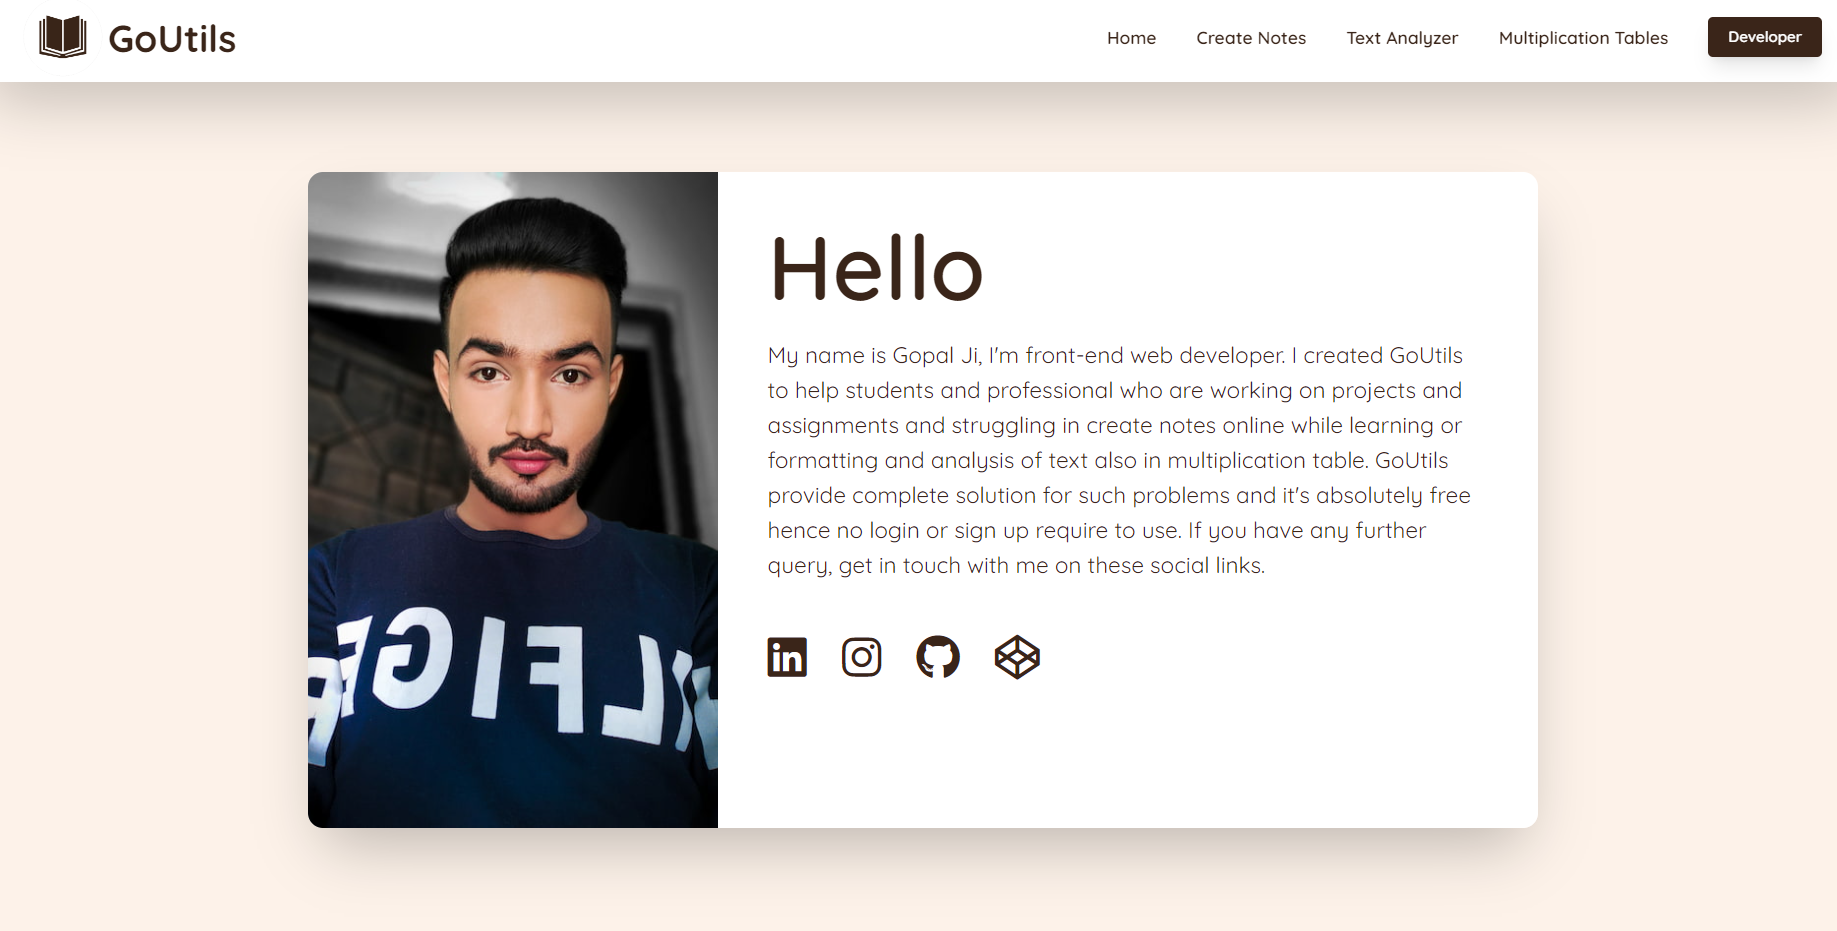 GoUtils
Home Create Notes Text Analyzer Multiplication Tables Developer
Hello
My name is Gopal Ji, I'm front-end web developer. I created GoUtils
to help students and professional who are working on projects and
assignments and struggling in create notes online while learning or
formatting and analysis of text also in multiplication table. GoUtils
provide complete solution for such problems and it's absolutely free
hence no login or sign up require to use. If you have any further
query, get in touch with me on these social links.
in